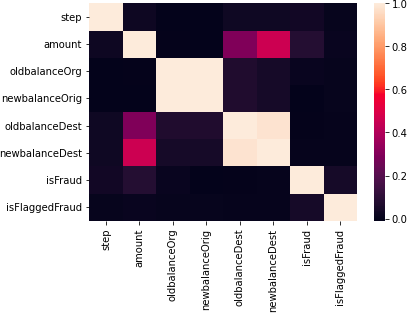 step
amount
oldbalanceOrg
newbalanceOrig
oldbalanceDest
newbalanceDest
isFraud
isFlaggedFraud
step
amount
oldbalanceOrg
newbalanceOrig
oldbalanceDest
newbalanceDest
isFraud
isFlaggedFraud
1.0
0.8
0.6
0.4
0.2
0.0